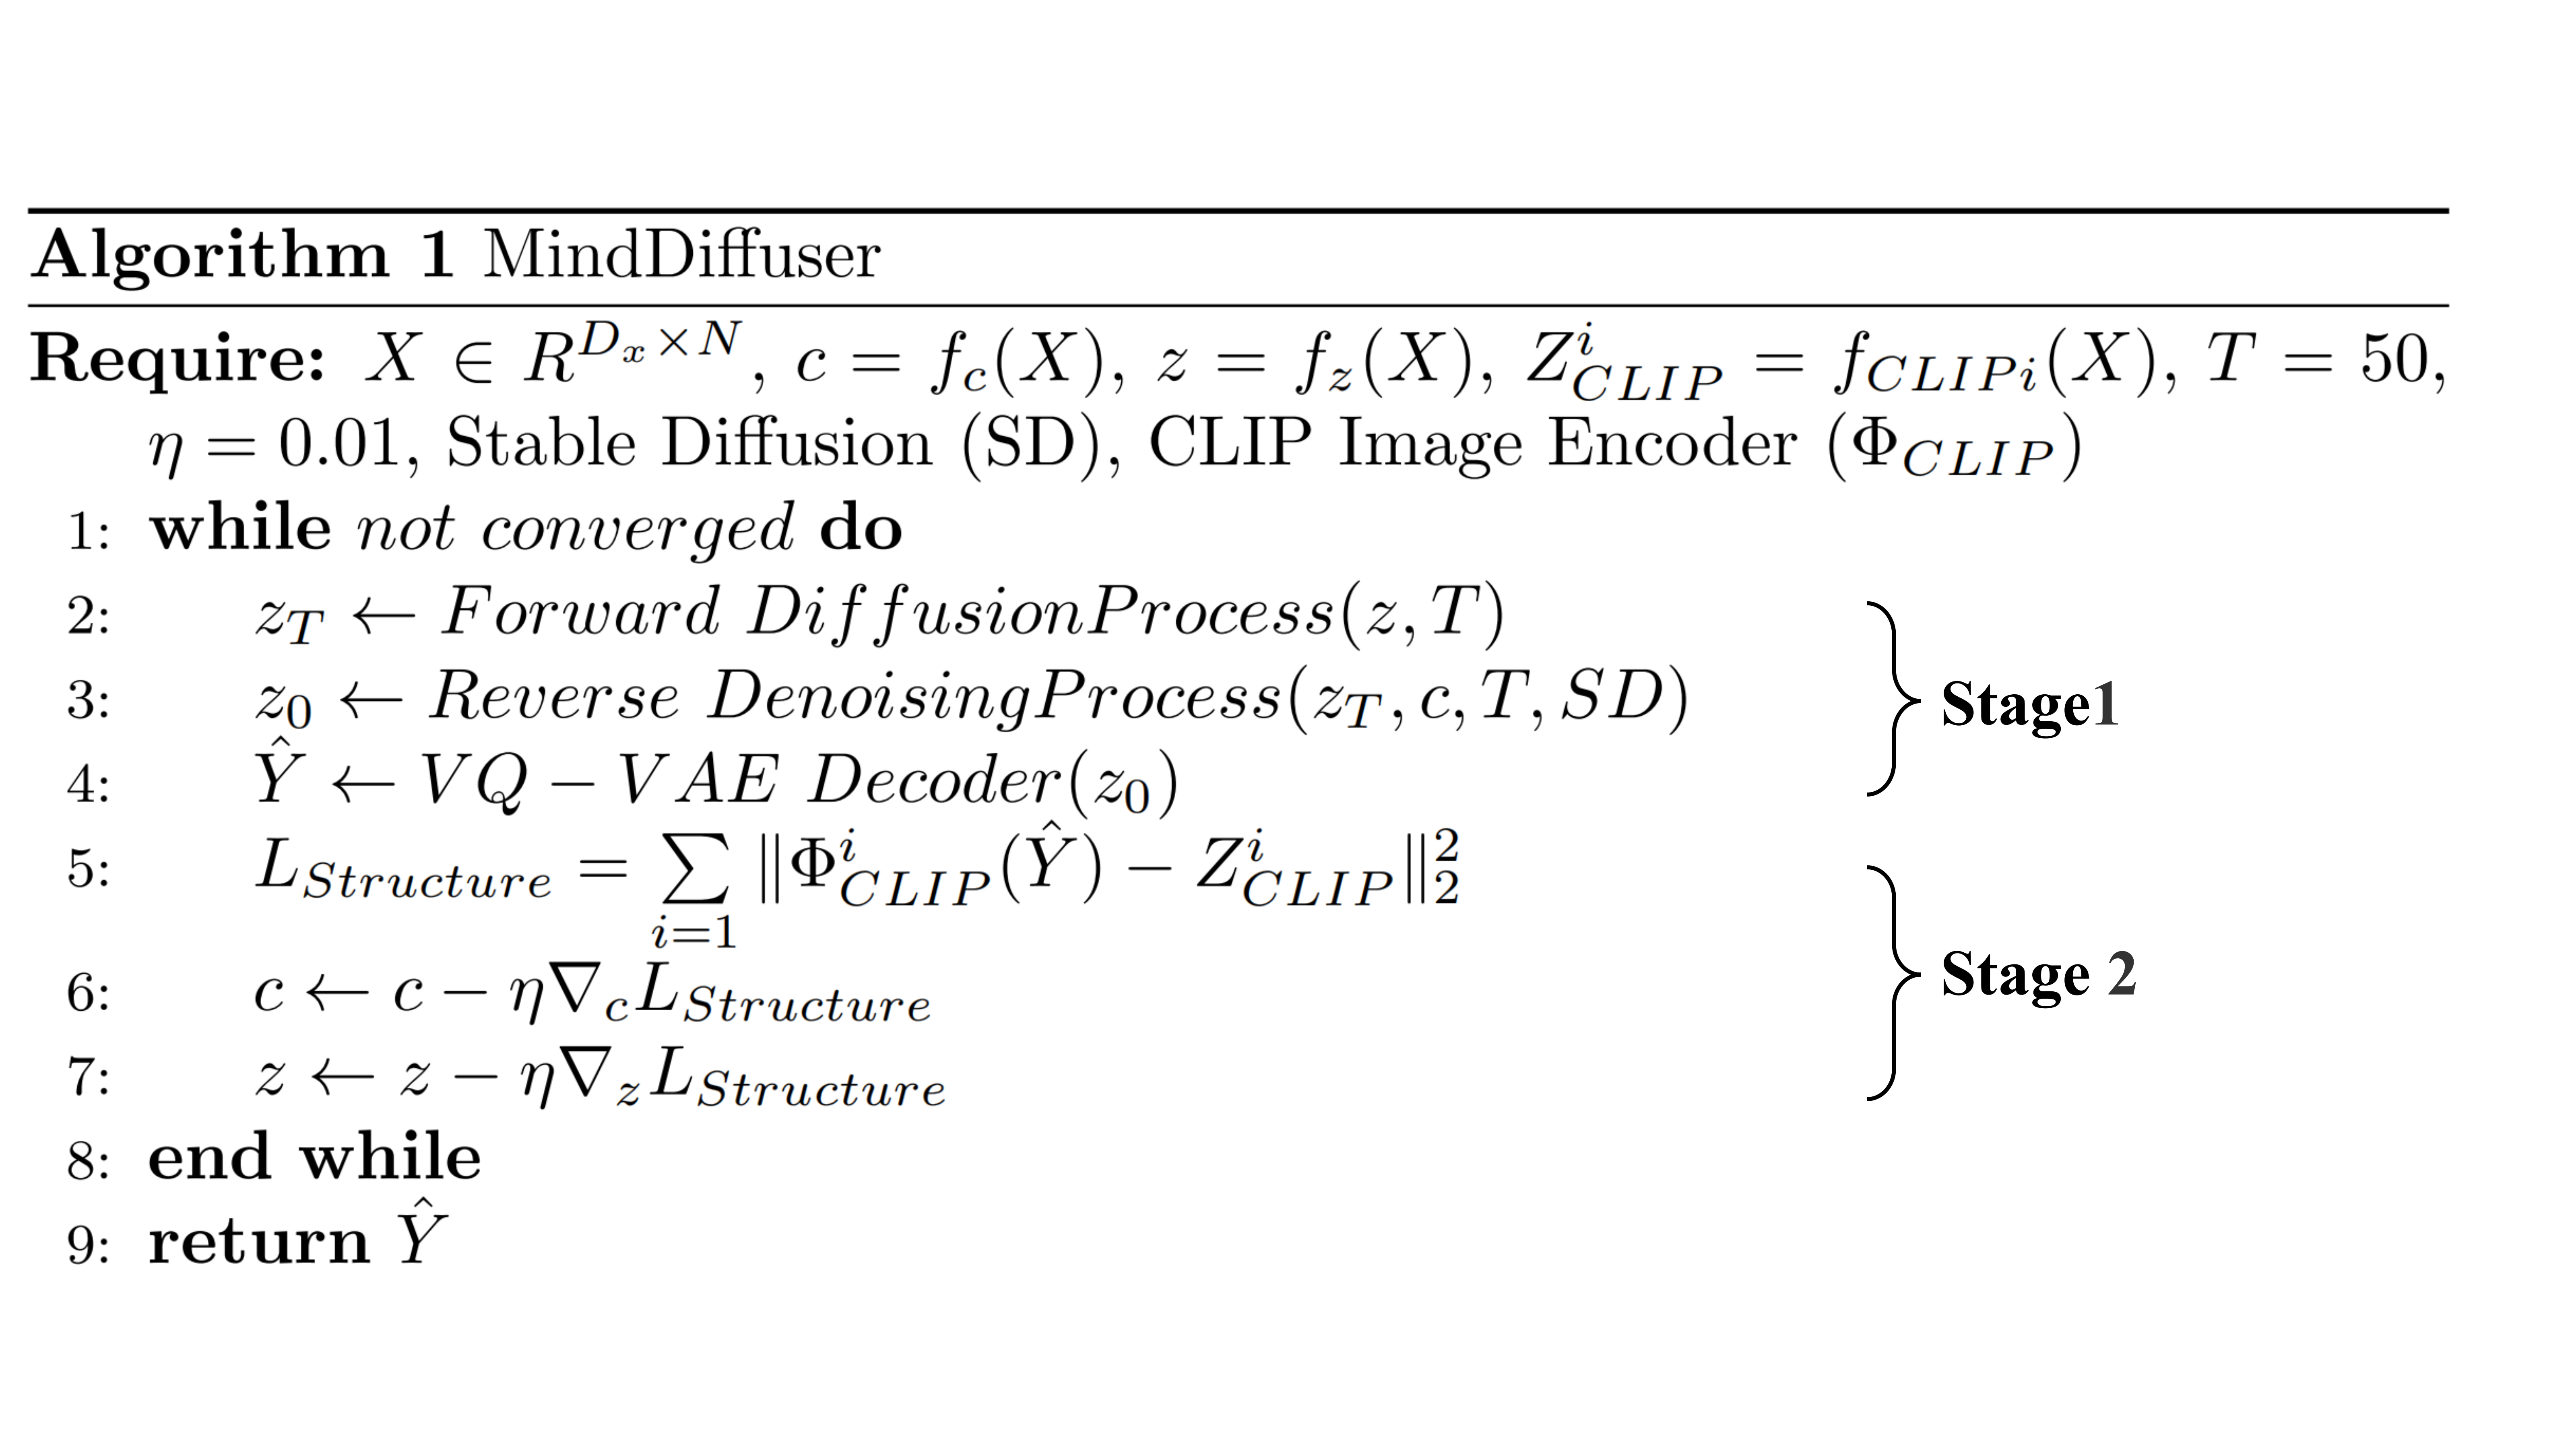 Algorithm 1 MindDiffuser
Require: $X \in R^{D_x \times N}$, $c = f_c(X)$, $z = f_z(X)$, $Z^i_{CLIP} = f_{CLIPi}(X)$, $T = 50$,
$\eta = 0.01$, Stable Diffusion (SD), CLIP Image Encoder ($\Phi_{CLIP}$)
1: while not converged do
2: $z_T \leftarrow Forward\ DiffusionProcess(z, T)$
3: $z_0 \leftarrow Reverse\ DenoisingProcess(z_T, c, T, SD)$
Stage1
4: $\hat{Y} \leftarrow VQ - VAE\ Decoder(z_0)$
5: $L_{Structure} = \sum_{i=1} \|\Phi^i_{CLIP}(\hat{Y}) - Z^i_{CLIP}\|^2_2$
Stage 2
6: $c \leftarrow c - \eta \nabla_c L_{Structure}$
7: $z \leftarrow z - \eta \nabla_z L_{Structure}$
8: end while
9: return $\hat{Y}$